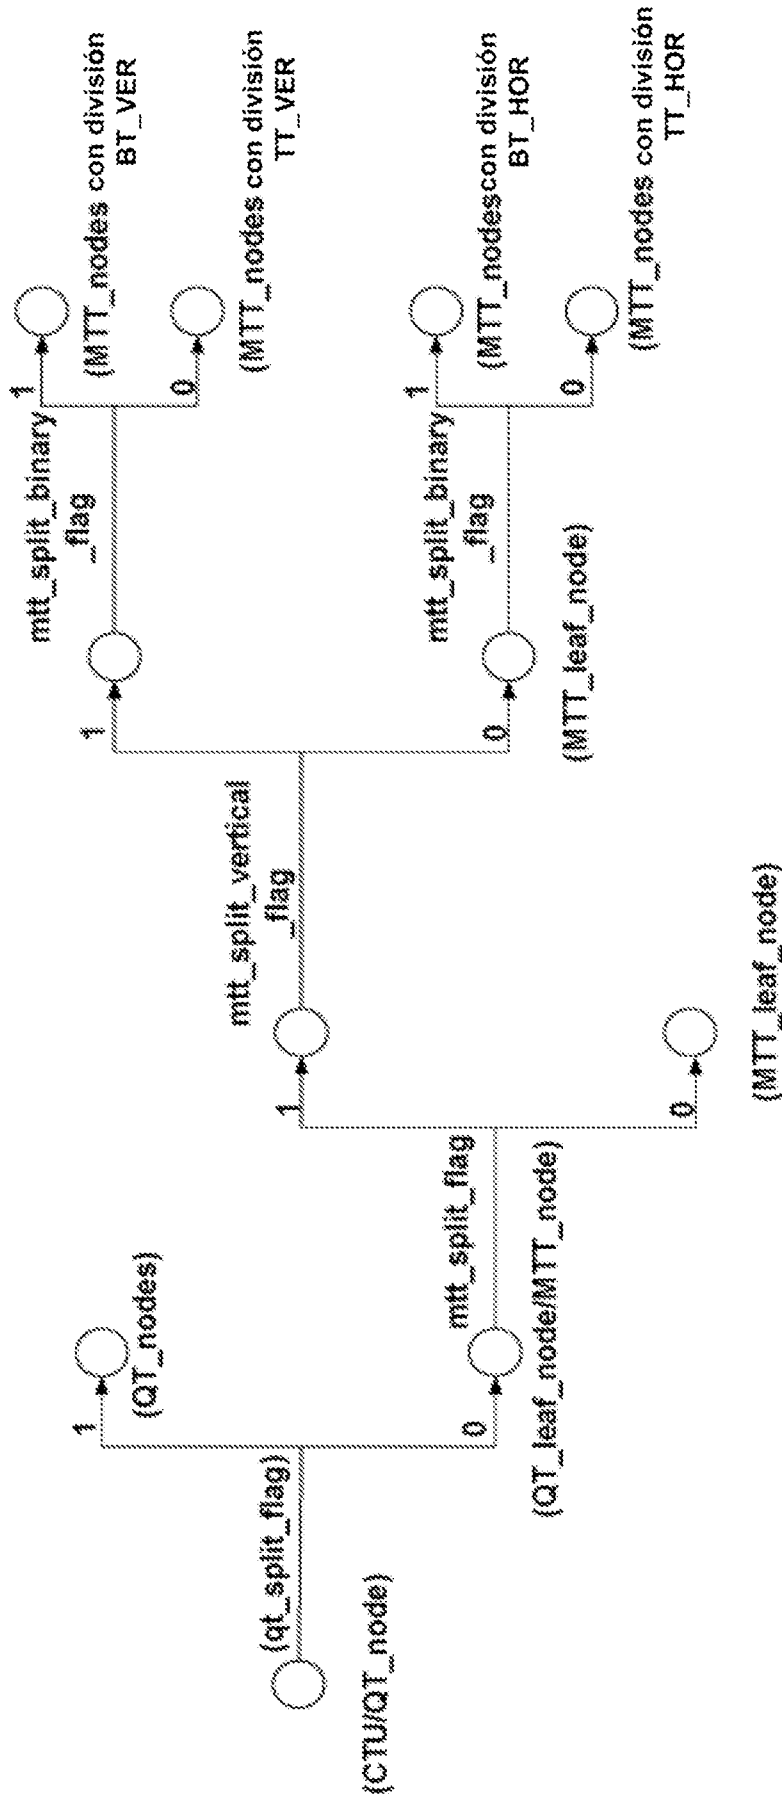 (CTU/QT_node)
(qt_split_flag)
1
(QT_nodes)
0
(QT_leaf_node/MTT_node)
mtt_split_flag
1
0
(MTT_leaf_node)
mtt_split_vertical
_flag
1
0
(MTT_leaf_node)
mtt_split_binary
_flag
1
(MTT_nodes con división
BT_VER
0
(MTT_nodes con división
TT_VER
mtt_split_binary
_flag
1
(MTT_nodescon división
BT_HOR
0
(MTT_nodes con división
TT_HOR